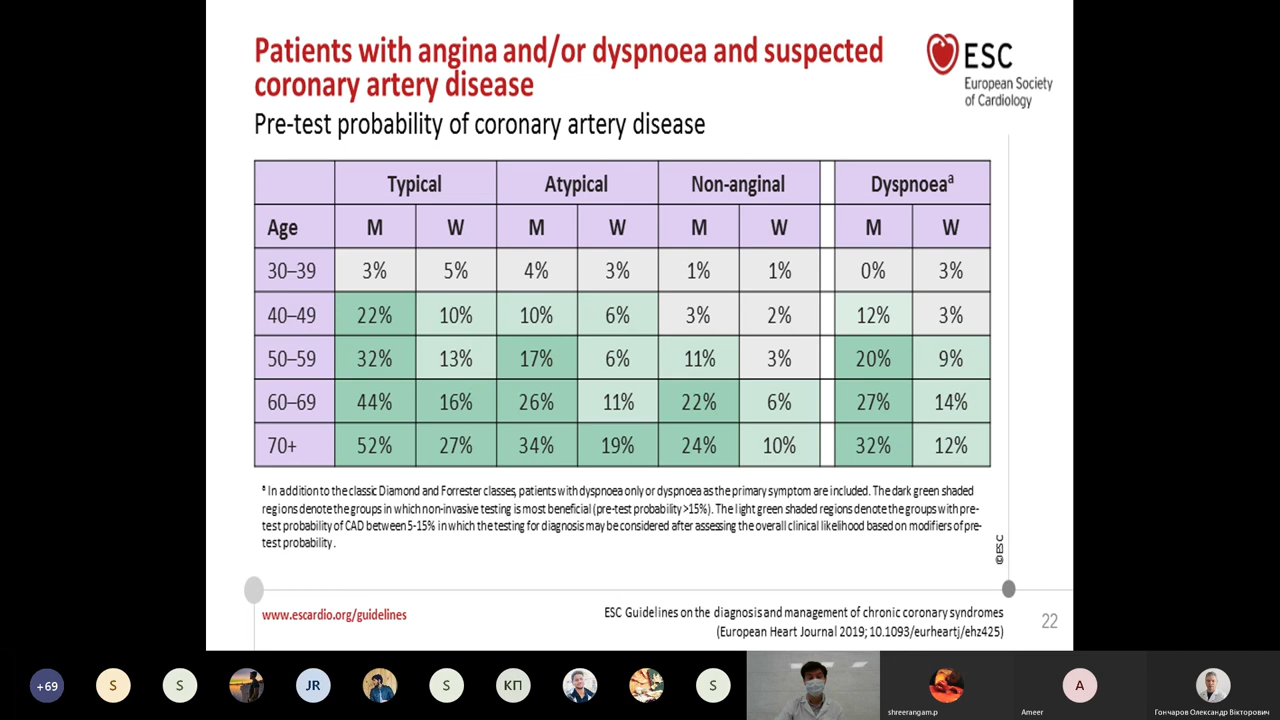 Patients with angina and/or dyspnoea and suspected
coronary artery disease
Pre-test probability of coronary artery disease
ESC
European Society
of Cardiology
Typical Atypical Non-anginal Dyspnoeaª
Age M W M W M W M W
30–39 3% 5% 4% 3% 1% 1% 0% 3%
40–49 22% 10% 10% 6% 3% 2% 12% 3%
50–59 32% 13% 17% 6% 11% 3% 20% 9%
60–69 44% 16% 26% 11% 22% 6% 27% 14%
70+ 52% 27% 34% 19% 24% 10% 32% 12%
ª In addition to the classic Diamond and Forrester classes, patients with dyspnoea only or dyspnoea as the primary symptom are included. The dark green shaded
regions denote the groups in which non-invasive testing is most beneficial (pre-test probability >15%). The light green shaded regions denote the groups with pre-
test probability of CAD between 5-15% in which the testing for diagnosis may be considered after assessing the overall clinical likelihood based on modifiers of pre-
test probability.
©ESC
www.escardio.org/guidelines
ESC Guidelines on the diagnosis and management of chronic coronary syndromes
(European Heart Journal 2019; 10.1093/eurheartj/ehz425)
22
+69 S S JR S КП S A
shreerangam.p Ameer Гончаров Олександр Вікторович